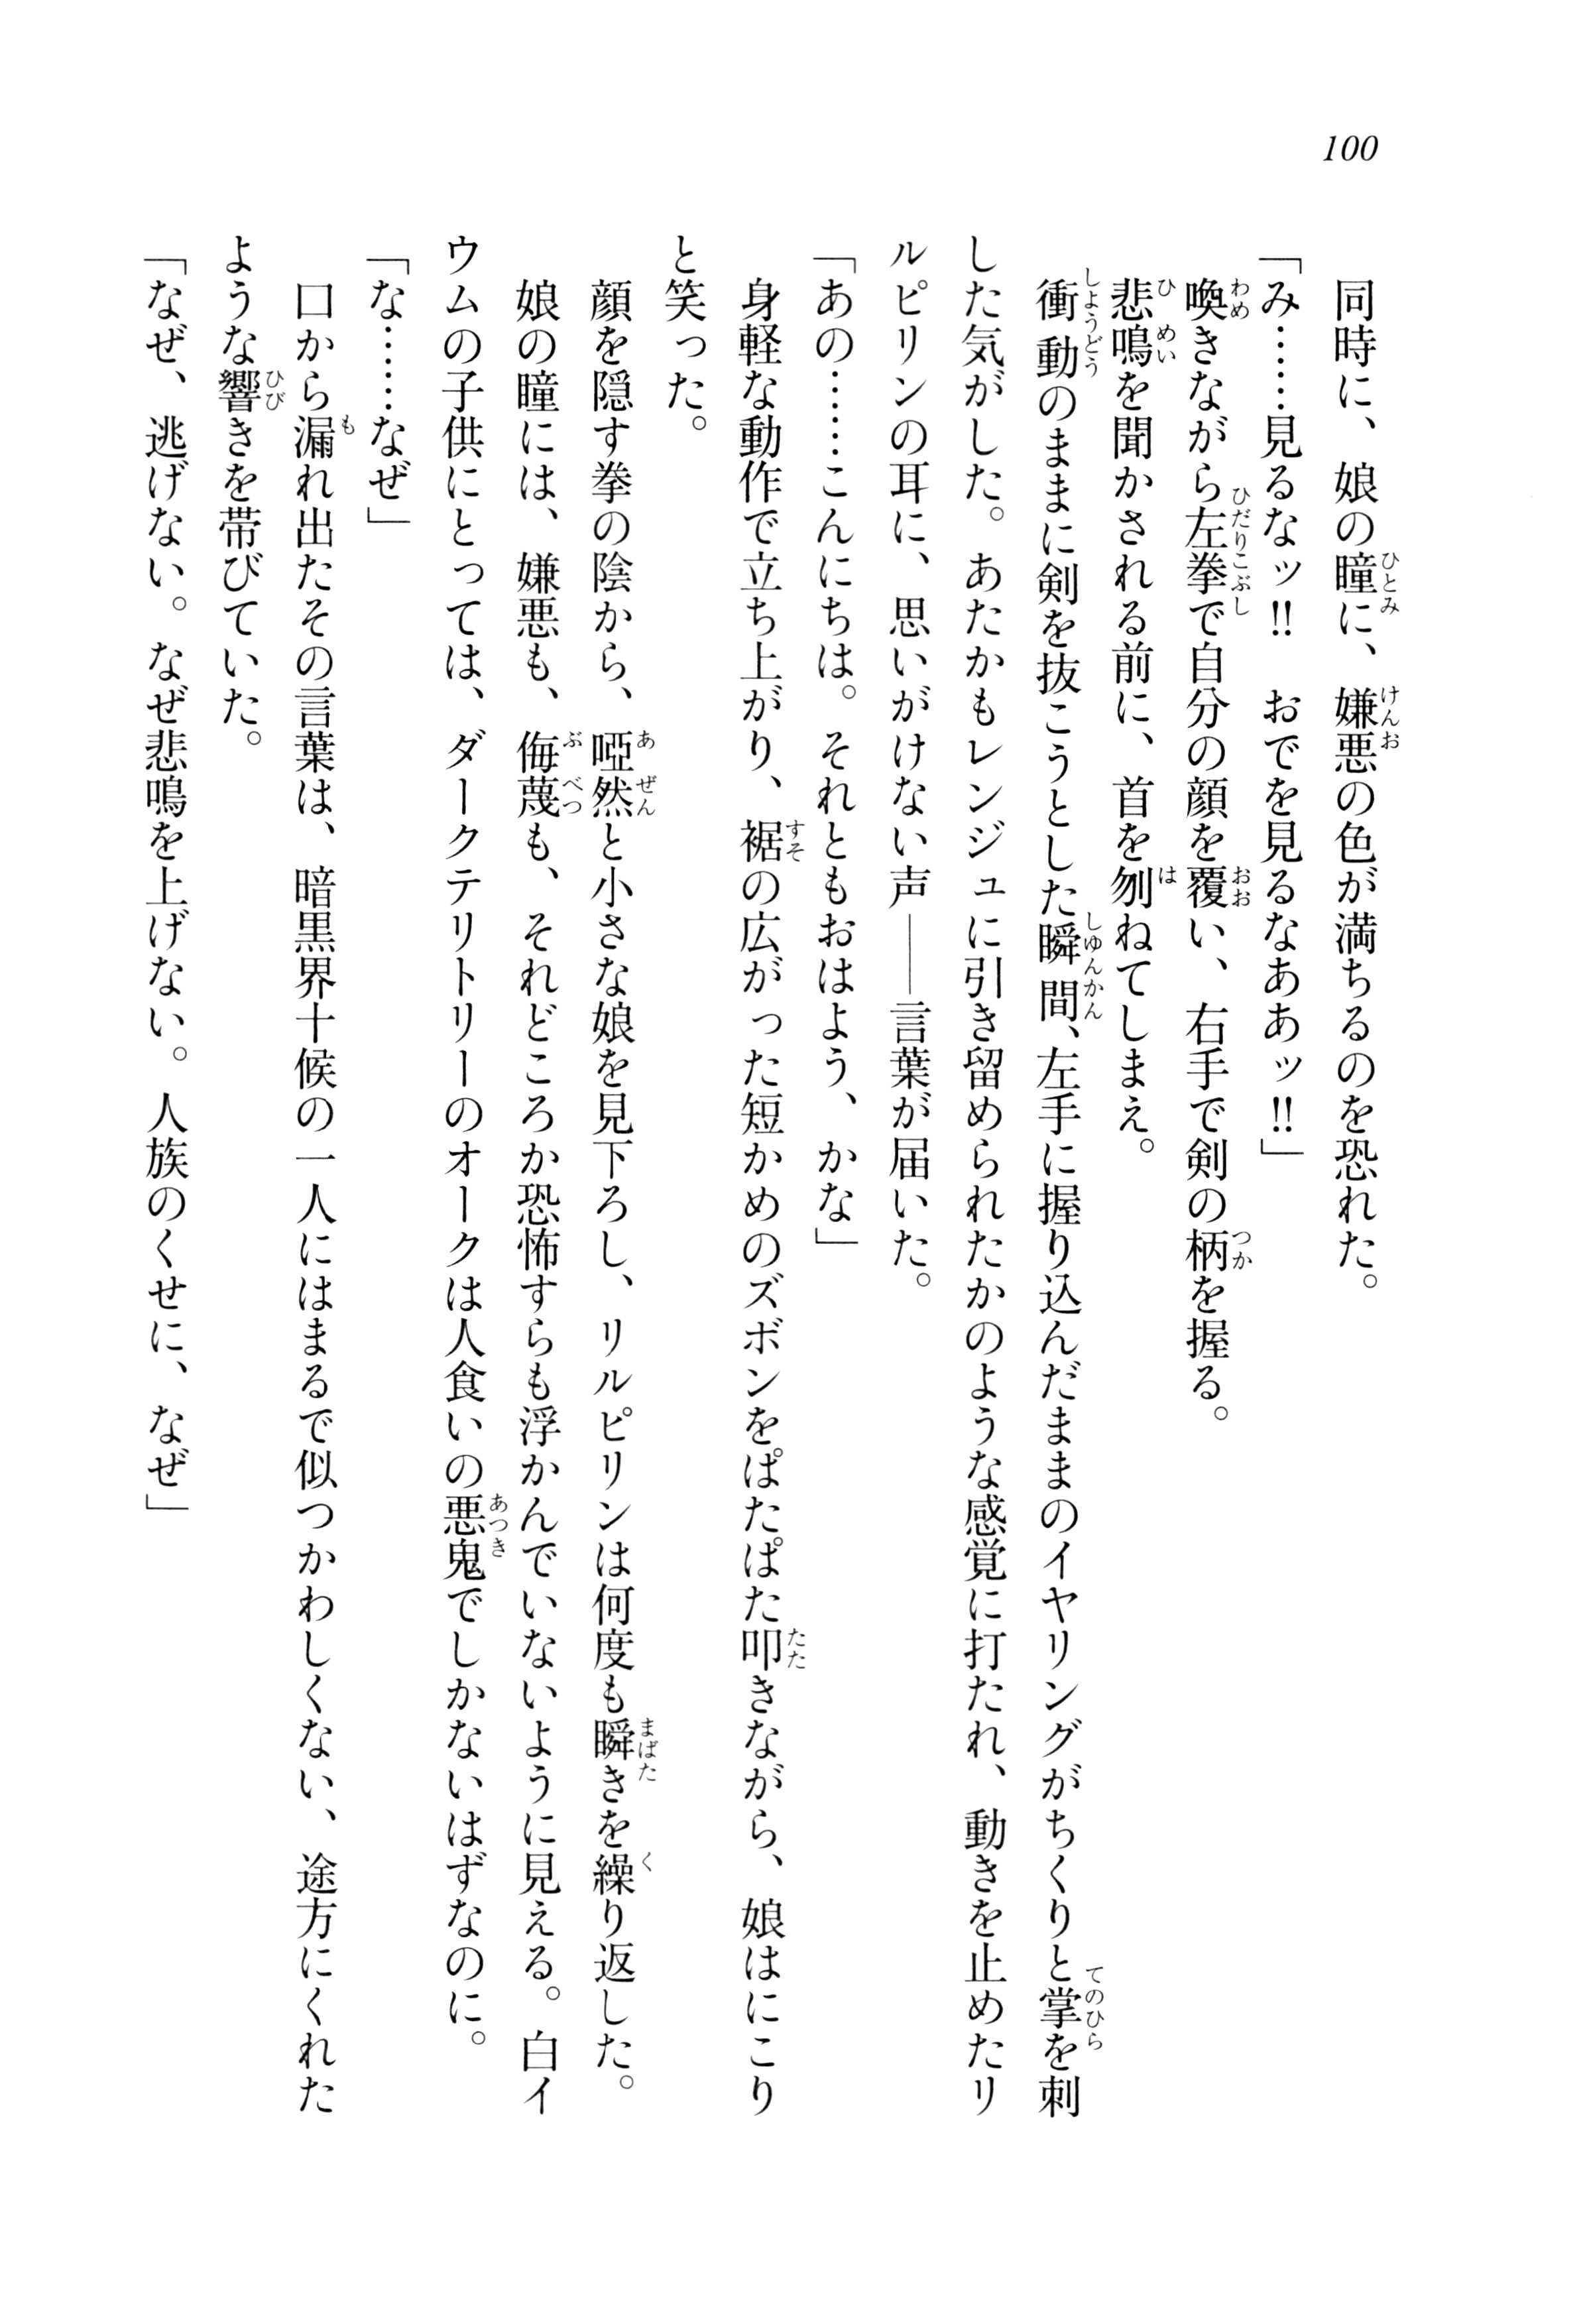 100
同時に、娘の瞳に、嫌悪の色が満ちるのを恐れた。
「み……見るなッ!!　おでを見るなああッ!!」
喚きながら左拳で自分の顔を覆い、右手で剣の柄を握る。
悲鳴を聞かされる前に、首を刎ねてしまえ。
衝動のままに剣を抜こうとした瞬間、左手に握り込んだままのイヤリングがちくりと掌を刺
した気がした。あたかもレンジュに引き留められたかのような感覚に打たれ、動きを止めたリ
ルピリンの耳に、思いがけない声――言葉が届いた。
「あの……こんにちは。それともおはよう、かな」
身軽な動作で立ち上がり、裾の広がった短かめのズボンをぱたぱた叩きながら、娘はにこり
と笑った。
顔を隠す拳の陰から、啞然と小さな娘を見下ろし、リルピリンは何度も瞬きを繰り返した。
娘の瞳には、嫌悪も、侮蔑も、それどころか恐怖すらも浮かんでいないように見える。白イ
ウムの子供にとっては、ダークテリトリーのオークは人食いの悪鬼でしかないはずなのに。
「な……なぜ」
口から漏れ出たその言葉は、暗黒界十候の一人にはまるで似つかわしくない、途方にくれた
ような響きを帯びていた。
「なぜ、逃げない。なぜ悲鳴を上げない。人族のくせに、なぜ」